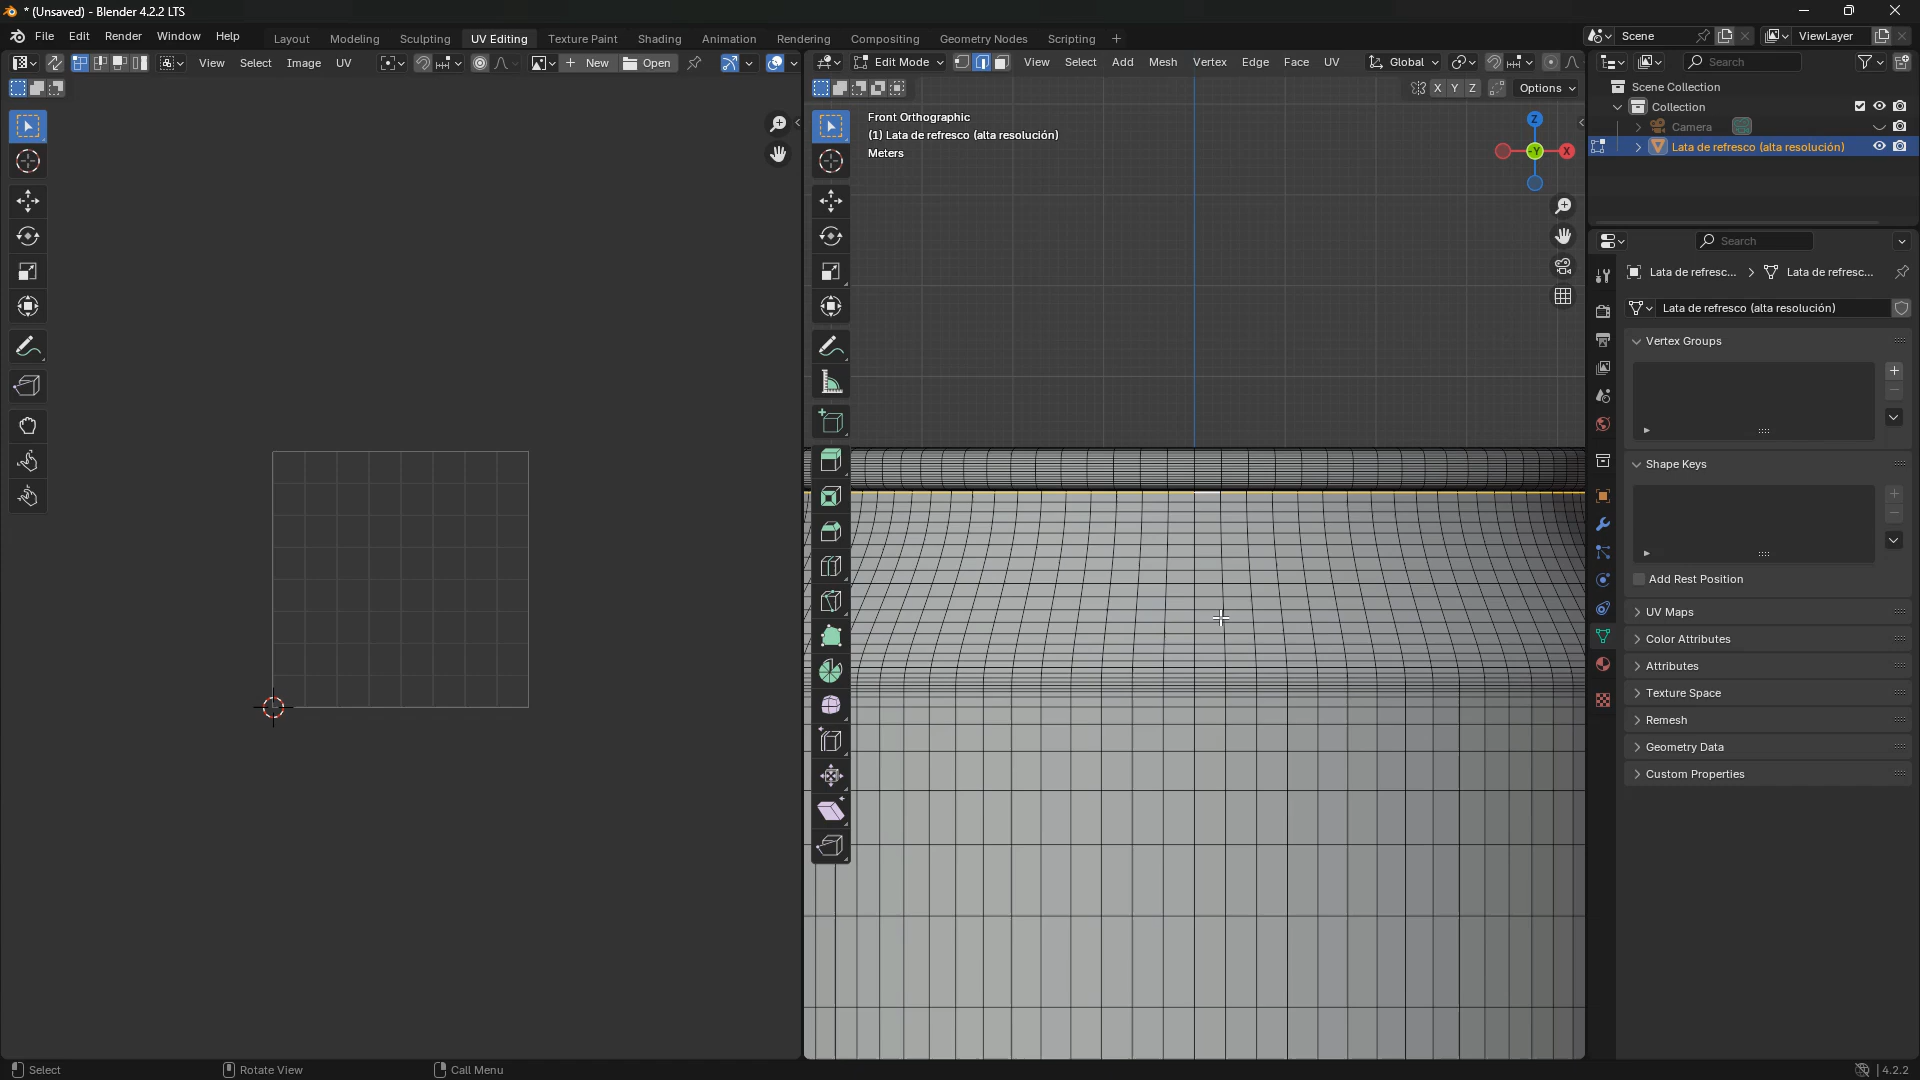 * (Unsaved) - Blender 4.2.2 LTS
File Edit Render Window Help
Layout Modeling Sculpting UV Editing Texture Paint Shading Animation Rendering Compositing Geometry Nodes Scripting +
Scene
ViewLayer
View Select Image UV
New
Open
Edit Mode
View Select Add Mesh Vertex Edge Face UV
Global
Search
X Y Z
Options
Scene Collection
Collection
Camera
Lata de refresco (alta resolución)
Front Orthographic
(1) Lata de refresco (alta resolución)
Meters
Z
-Y
X
Search
Lata de refresc...
Lata de refresc...
Lata de refresco (alta resolución)
Vertex Groups
Shape Keys
Add Rest Position
UV Maps
Color Attributes
Attributes
Texture Space
Remesh
Geometry Data
Custom Properties
Select
Rotate View
Call Menu
4.2.2